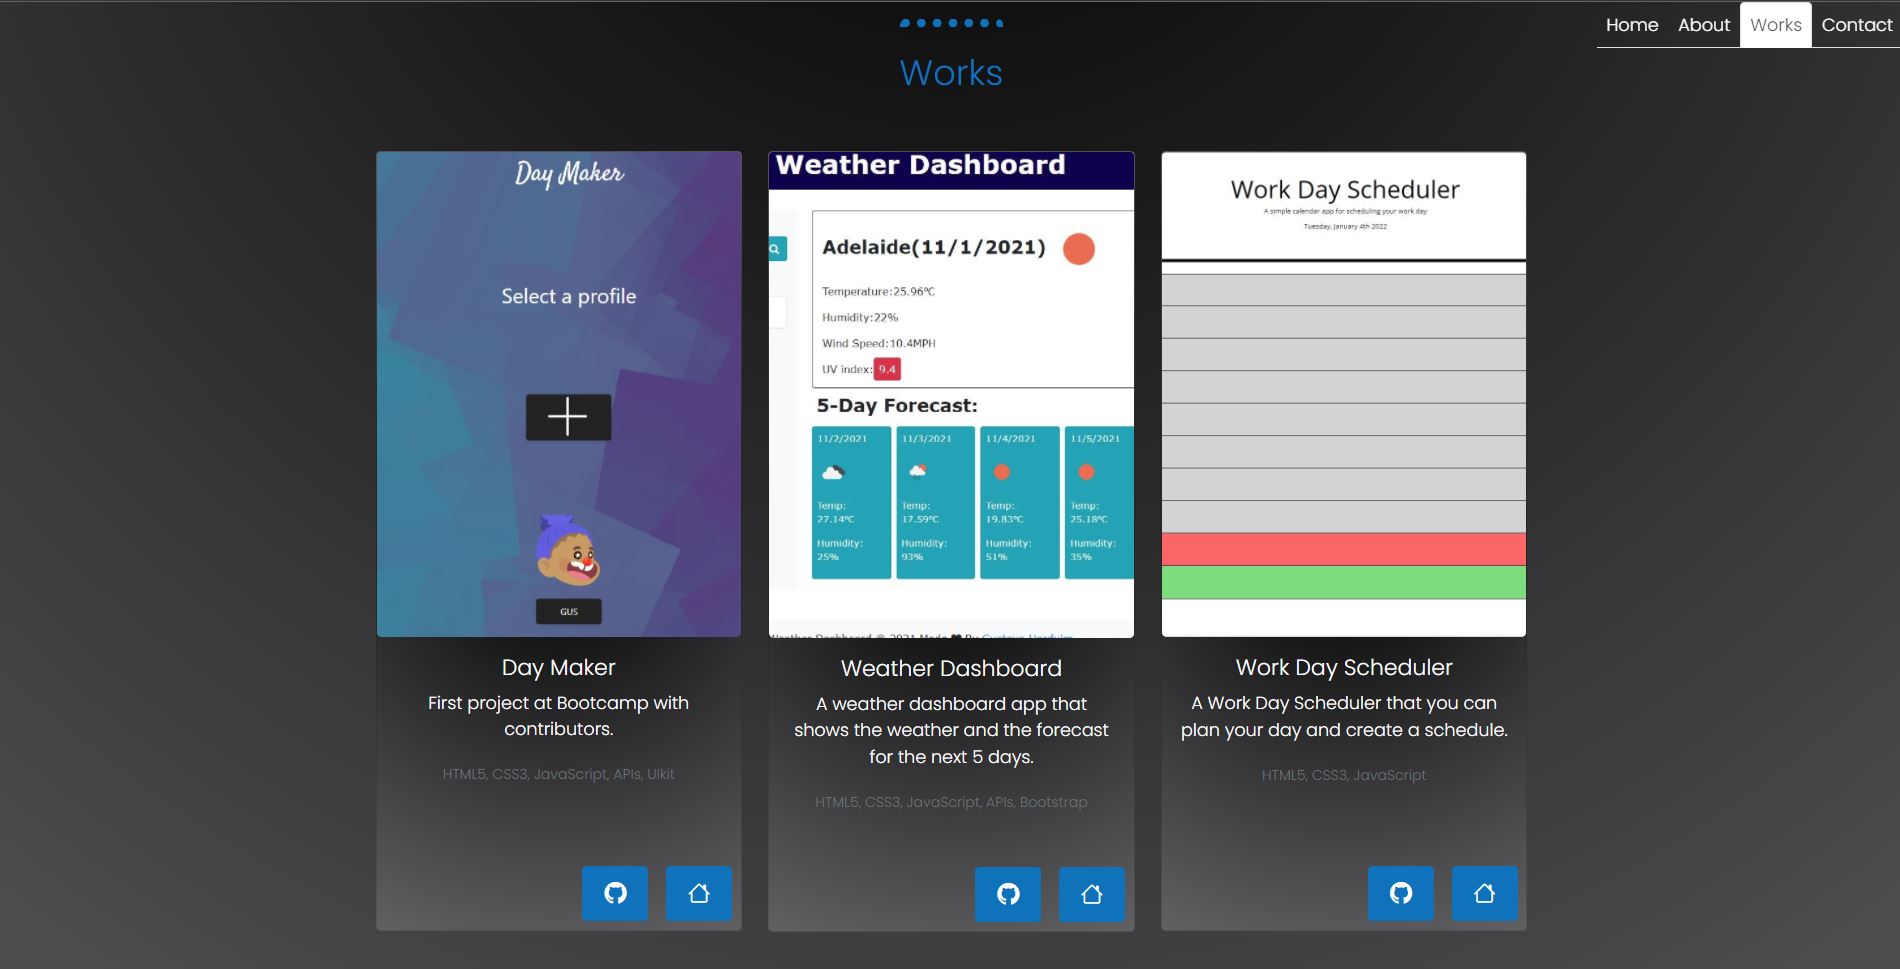 Home About Works Contact
Works
Day Maker
Select a profile
GUS
Day Maker
First project at Bootcamp with
contributors.
HTML5, CSS3, JavaScript, APIs, UIkit
Weather Dashboard
Adelaide(11/1/2021)
Temperature:25.96°C
Humidity:22%
Wind Speed:10.4MPH
UV index: 9.4
5-Day Forecast:
11/2/2021 11/3/2021 11/4/2021 11/5/2021
Temp: Temp: Temp: Temp:
27.14°C 17.59°C 19.83°C 25.18°C
Humidity: Humidity: Humidity: Humidity:
25% 93% 51% 35%
Weather Dashboard
A weather dashboard app that
shows the weather and the forecast
for the next 5 days.
HTML5, CSS3, JavaScript, APIs, Bootstrap
Work Day Scheduler
A simple calendar app for scheduling your work day
Tuesday, January 4th 2022
Work Day Scheduler
A Work Day Scheduler that you can
plan your day and create a schedule.
HTML5, CSS3, JavaScript